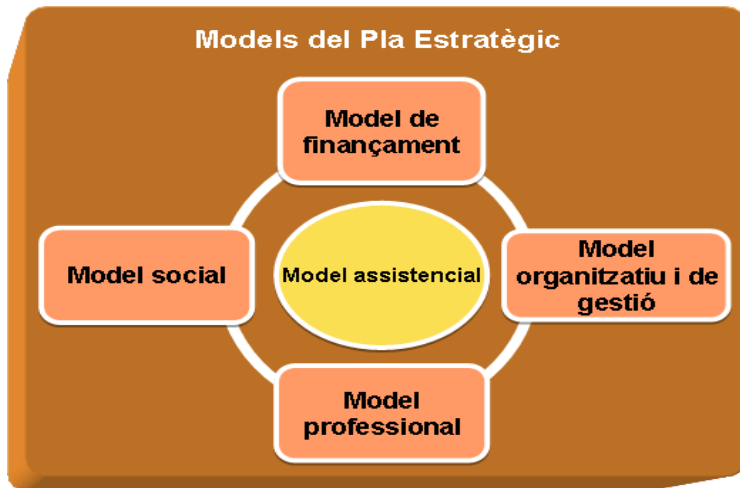 Models del Pla Estratègic
Model de
finançament
Model social
Model assistencial
Model
organitzatiu i de
gestió
Model
professional